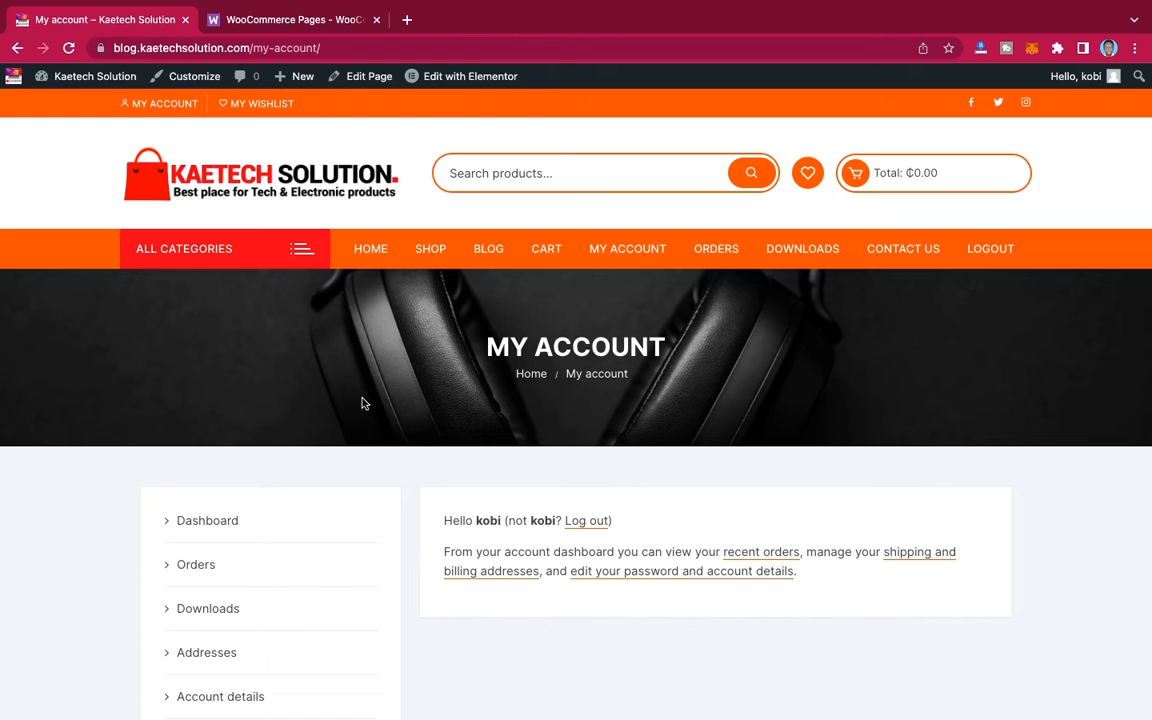 My account – Kaetech Solution
WooCommerce Pages - WooC
blog.kaetechsolution.com/my-account/
Kaetech Solution Customize 0 New Edit Page Edit with Elementor Hello, kobi
MY ACCOUNT MY WISHLIST
KAETECH SOLUTION.
Best place for Tech & Electronic products
Search products...
Total: ₵0.00
ALL CATEGORIES HOME SHOP BLOG CART MY ACCOUNT ORDERS DOWNLOADS CONTACT US LOGOUT
MY ACCOUNT
Home / My account
Dashboard
Orders
Downloads
Addresses
Account details
Hello kobi (not kobi? Log out)
From your account dashboard you can view your recent orders, manage your shipping and
billing addresses, and edit your password and account details.